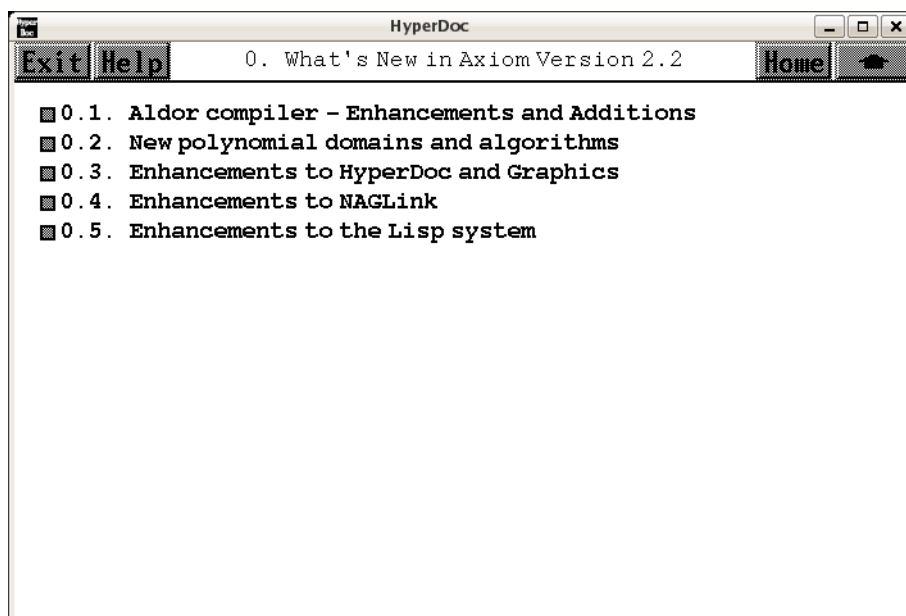 Hyper Doc
HyperDoc
Exit Help 0. What's New in Axiom Version 2.2 Home
0.1. Aldor compiler – Enhancements and Additions
0.2. New polynomial domains and algorithms
0.3. Enhancements to HyperDoc and Graphics
0.4. Enhancements to NAGLink
0.5. Enhancements to the Lisp system